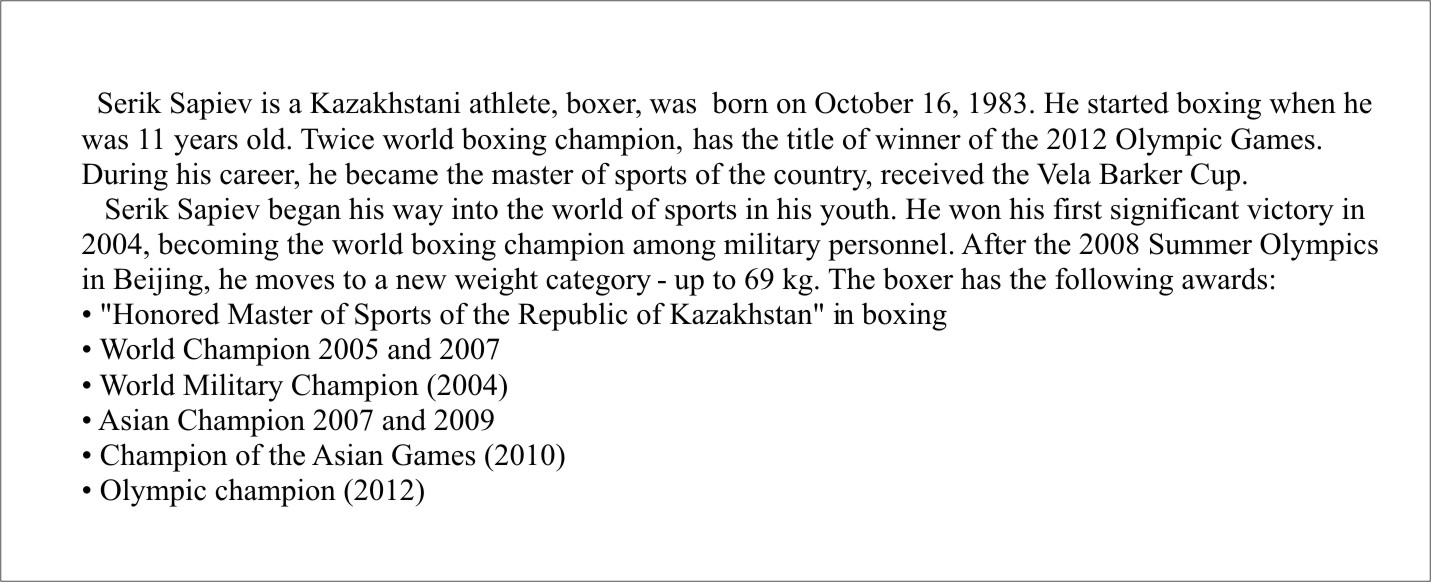 Serik Sapiev is a Kazakhstani athlete, boxer, was  born on October 16, 1983. He started boxing when he
was 11 years old. Twice world boxing champion, has the title of winner of the 2012 Olympic Games.
During his career, he became the master of sports of the country, received the Vela Barker Cup.
Serik Sapiev began his way into the world of sports in his youth. He won his first significant victory in
2004, becoming the world boxing champion among military personnel. After the 2008 Summer Olympics
in Beijing, he moves to a new weight category - up to 69 kg. The boxer has the following awards:
• "Honored Master of Sports of the Republic of Kazakhstan" in boxing
• World Champion 2005 and 2007
• World Military Champion (2004)
• Asian Champion 2007 and 2009
• Champion of the Asian Games (2010)
• Olympic champion (2012)